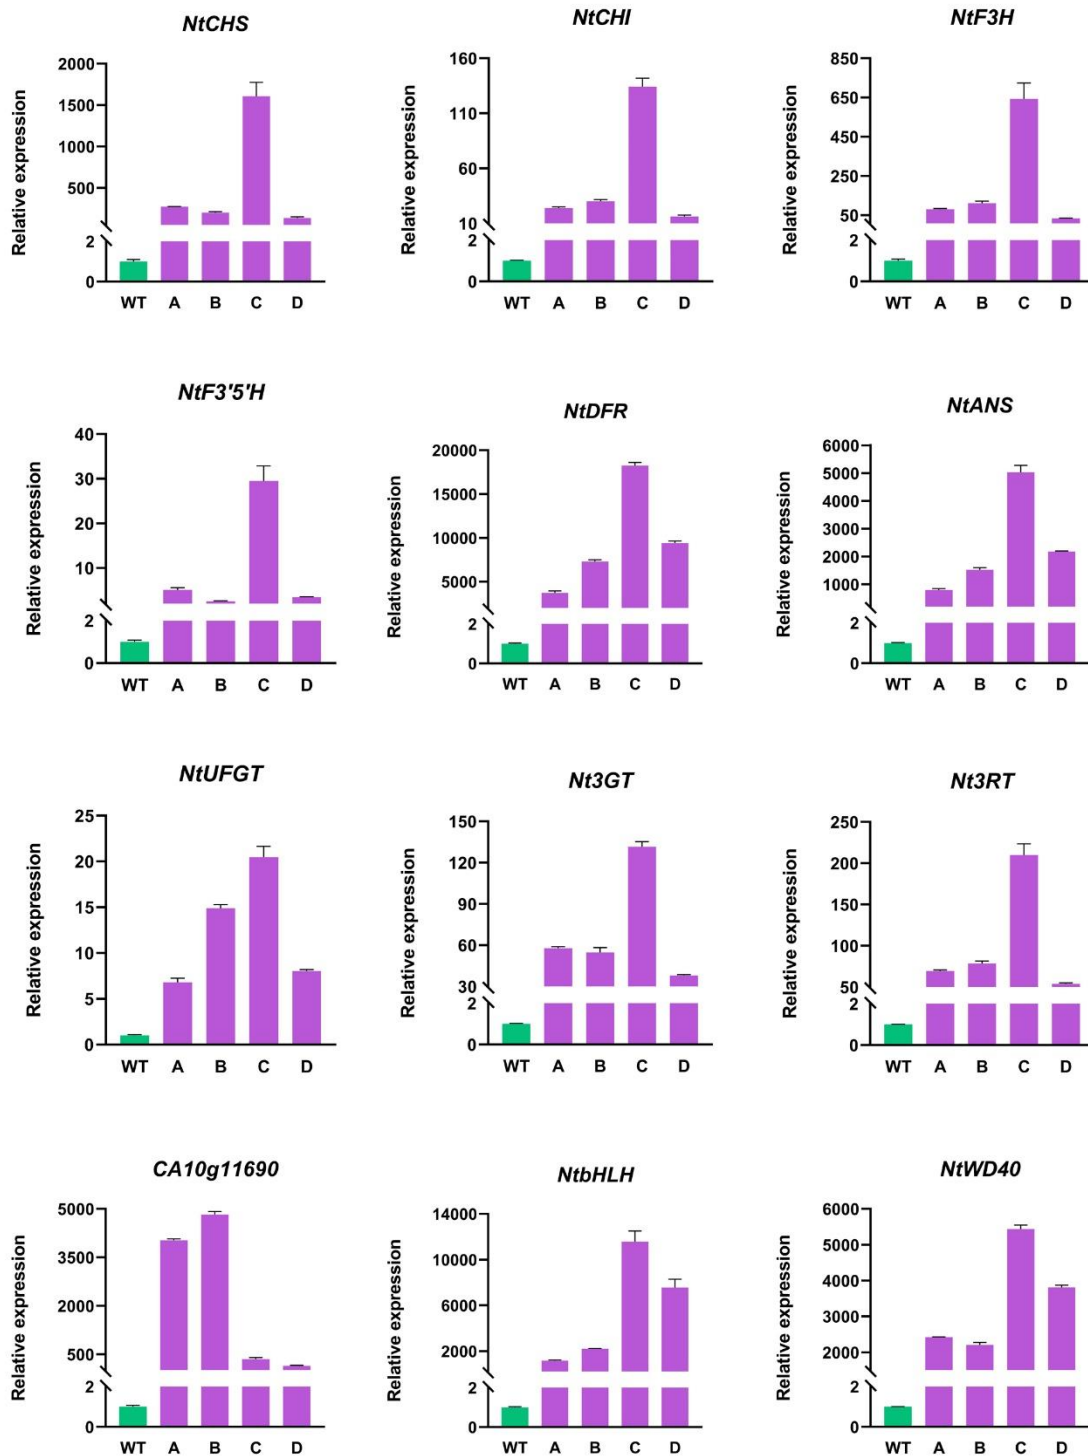 NtCHS
Relative expression
2000
1500
1000
500
2
0
WT A B C D
NtCHI
Relative expression
160
110
60
10
2
0
WT A B C D
NtF3H
Relative expression
850
650
450
250
50
2
0
WT A B C D
NtF3'5'H
Relative expression
40
30
20
10
2
0
WT A B C D
NtDFR
Relative expression
20000
15000
10000
5000
2
0
WT A B C D
NtANS
Relative expression
6000
5000
4000
3000
2000
1000
2
0
WT A B C D
NtUFGT
Relative expression
25
20
15
10
5
0
WT A B C D
Nt3GT
Relative expression
150
120
90
60
30
2
0
WT A B C D
Nt3RT
Relative expression
250
200
150
100
50
2
0
WT A B C D
CA10g11690
Relative expression
5000
3500
2000
500
2
0
WT A B C D
NtbHLH
Relative expression
14000
10000
6000
2000
2
0
WT A B C D
NtWD40
Relative expression
6000
5000
4000
3000
2000
2
0
WT A B C D